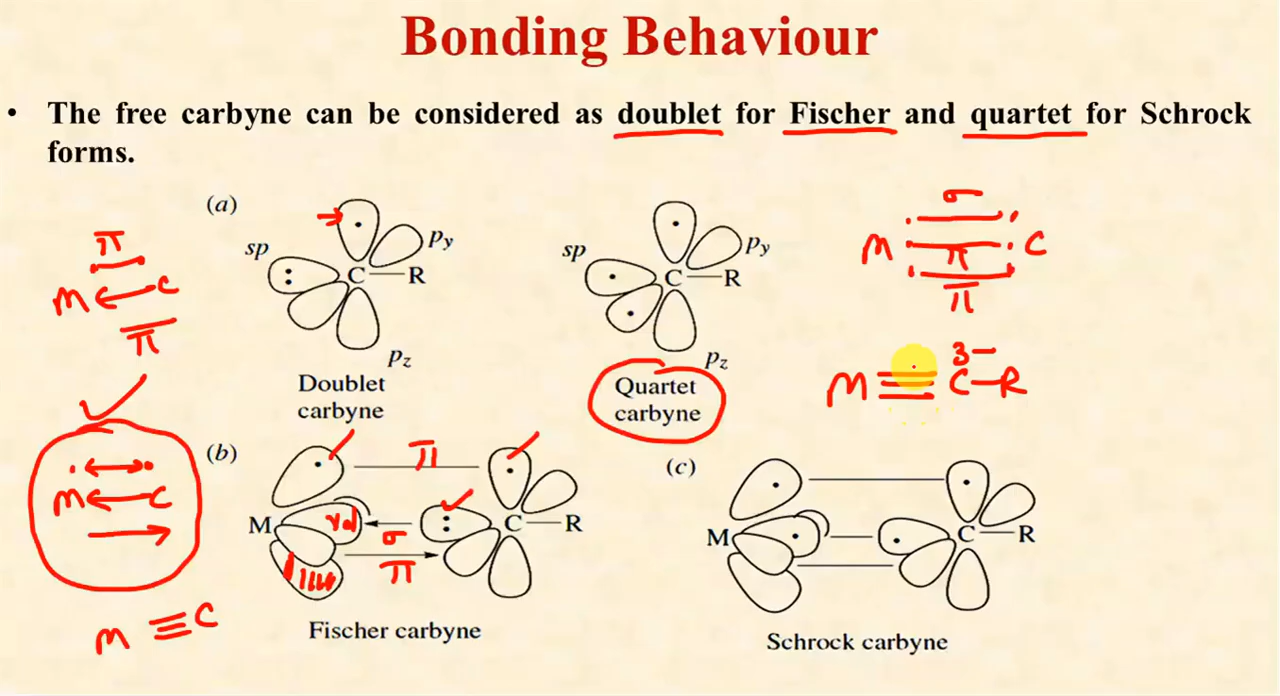 Bonding Behaviour
• The free carbyne can be considered as doublet for Fischer and quartet for Schrock
forms.
(a)
sp
py
C—R
pz
Doublet
carbyne
sp
py
C—R
pz
Quartet
carbyne
π
M←C
π
σ
M C
π
π
3−
M≡C—R
M←C
M≡C
(b)
π
M
σ
π
C—R
Fischer carbyne
(c)
M
C—R
Schrock carbyne